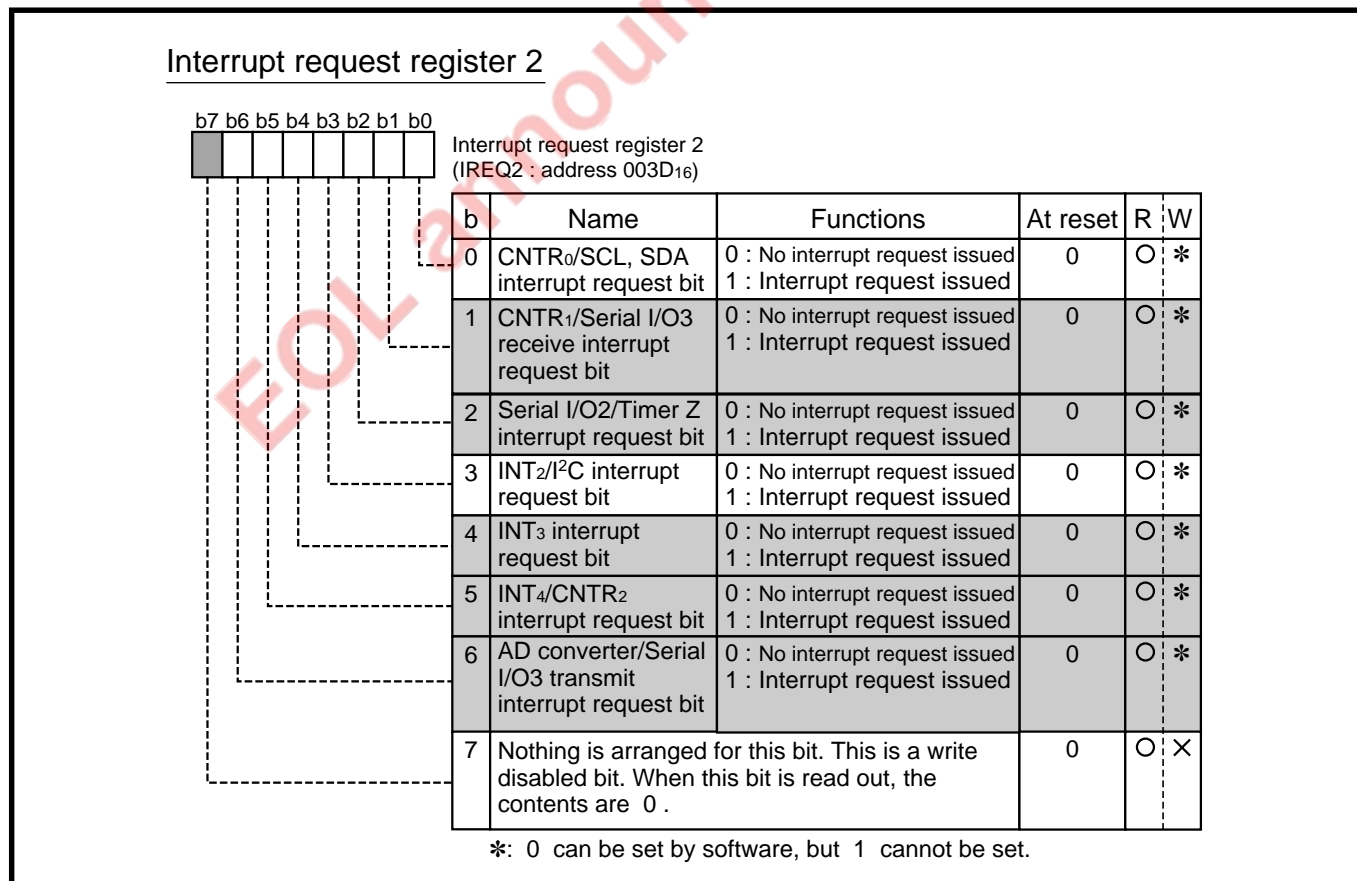 EOL announ
Interrupt request register 2
b7 b6 b5 b4 b3 b2 b1 b0
Interrupt request register 2
(IREQ2 : address 003D16)
b Name Functions At reset R W
0 CNTR0/SCL, SDA 0 : No interrupt request issued 0 ○ ✻
interrupt request bit 1 : Interrupt request issued
1 CNTR1/Serial I/O3 0 : No interrupt request issued 0 ○ ✻
receive interrupt 1 : Interrupt request issued
request bit
2 Serial I/O2/Timer Z 0 : No interrupt request issued 0 ○ ✻
interrupt request bit 1 : Interrupt request issued
3 INT2/I2C interrupt 0 : No interrupt request issued 0 ○ ✻
request bit 1 : Interrupt request issued
4 INT3 interrupt 0 : No interrupt request issued 0 ○ ✻
request bit 1 : Interrupt request issued
5 INT4/CNTR2 0 : No interrupt request issued 0 ○ ✻
interrupt request bit 1 : Interrupt request issued
6 AD converter/Serial 0 : No interrupt request issued 0 ○ ✻
I/O3 transmit 1 : Interrupt request issued
interrupt request bit
7 Nothing is arranged for this bit. This is a write 0 ○ ×
disabled bit. When this bit is read out, the
contents are 0 .
✻: 0 can be set by software, but 1 cannot be set.